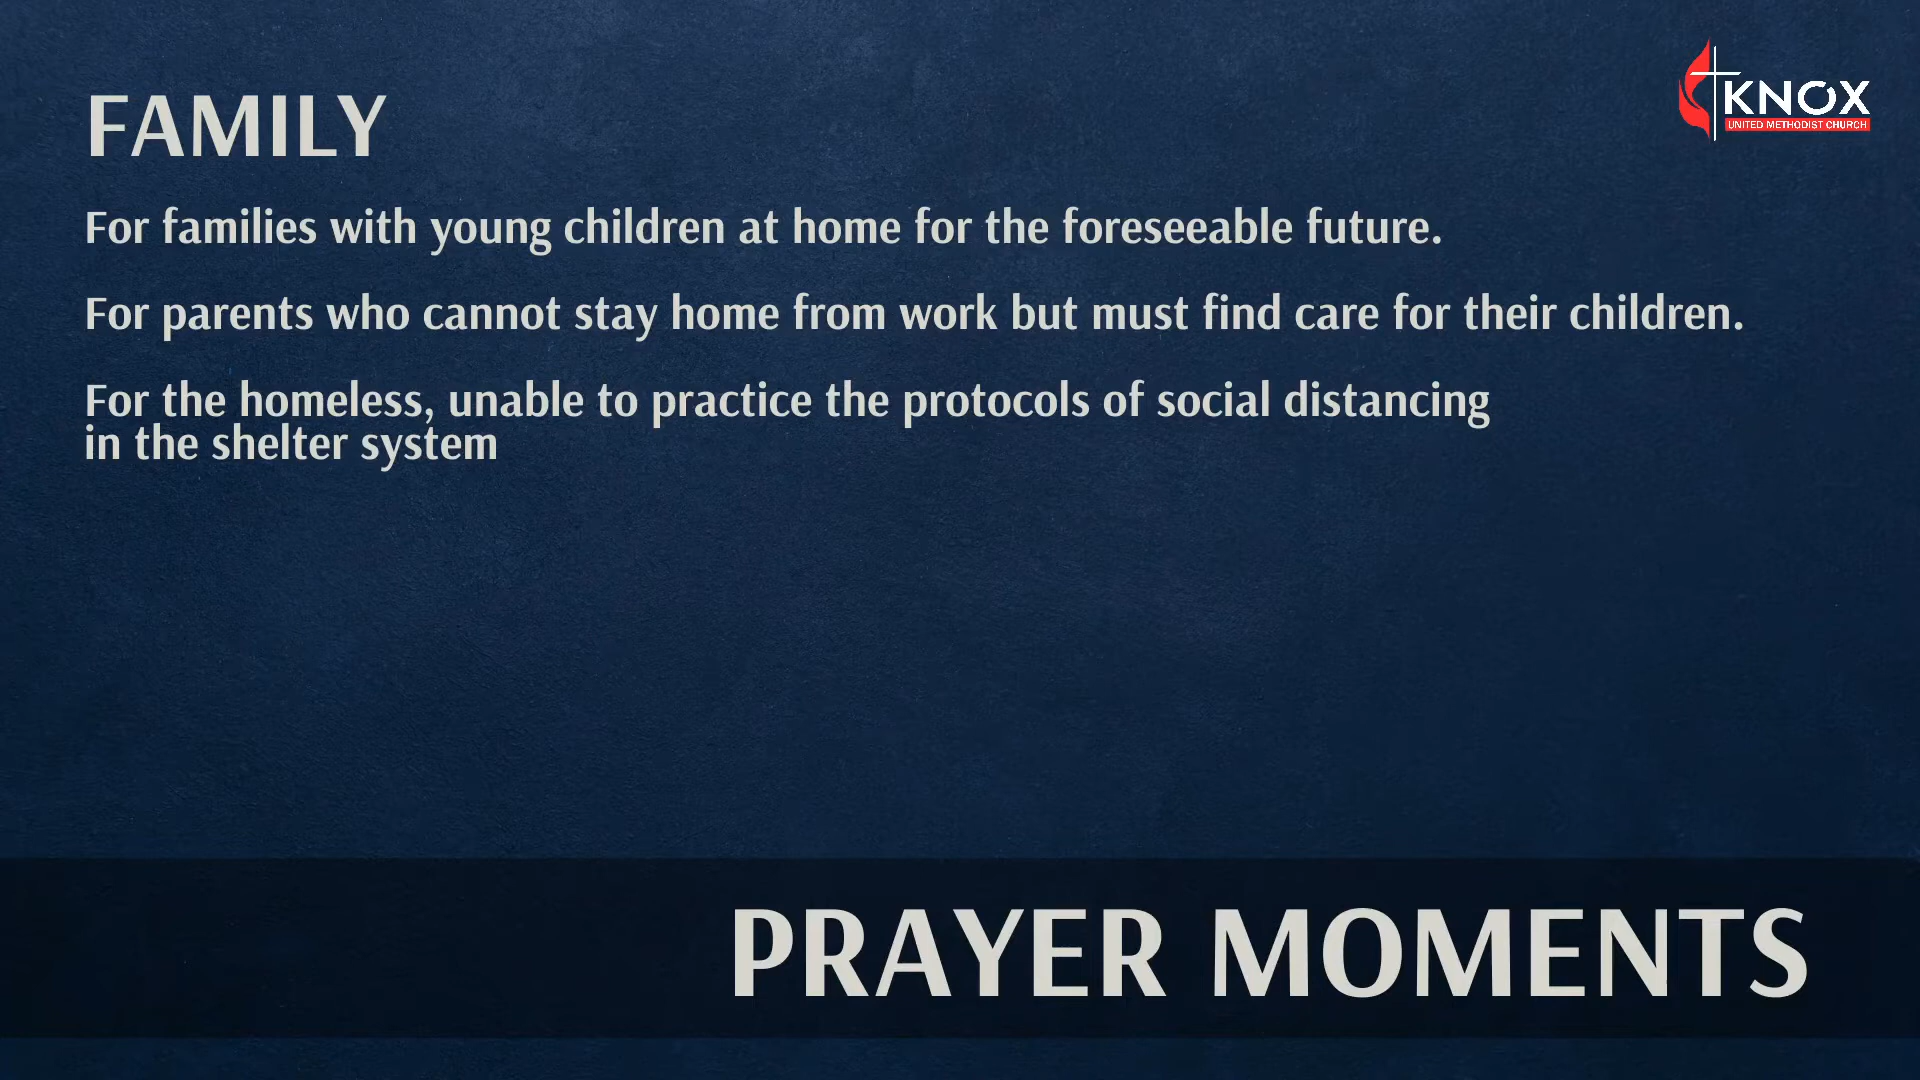 FAMILY
KNOX
UNITED METHODIST CHURCH
For families with young children at home for the foreseeable future.
For parents who cannot stay home from work but must find care for their children.
For the homeless, unable to practice the protocols of social distancing
in the shelter system
PRAYER MOMENTS